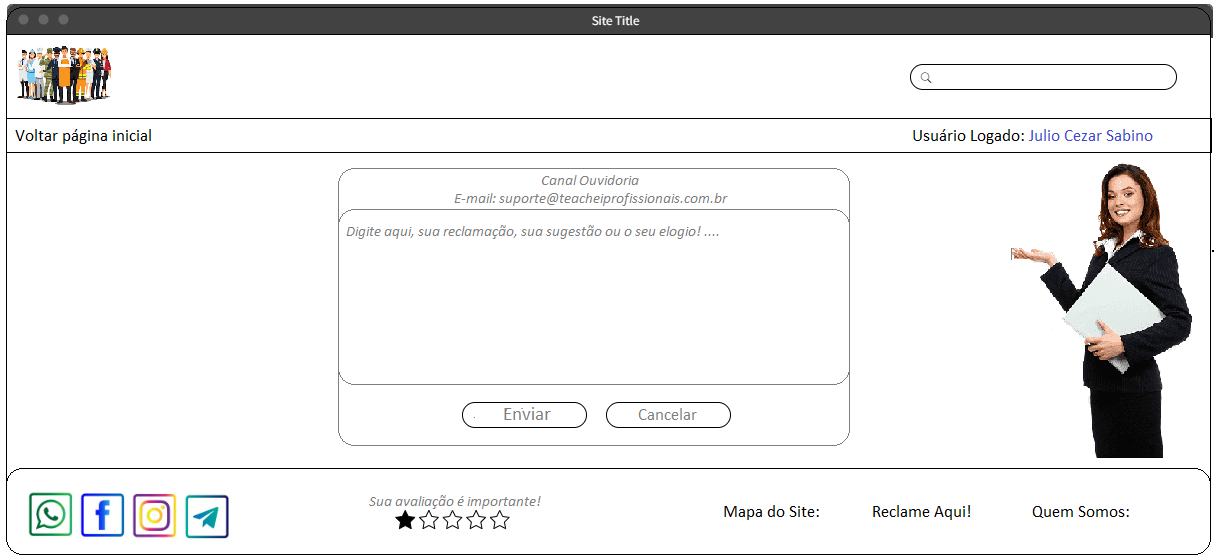 Site Title
Voltar página inicial
Usuário Logado: Julio Cezar Sabino
Canal Ouvidoria
E-mail: suporte@teacheiprofissionais.com.br
Digite aqui, sua reclamação, sua sugestão ou o seu elogio! ....
Enviar
Cancelar
Sua avaliação é importante!
Mapa do Site:
Reclame Aqui!
Quem Somos: